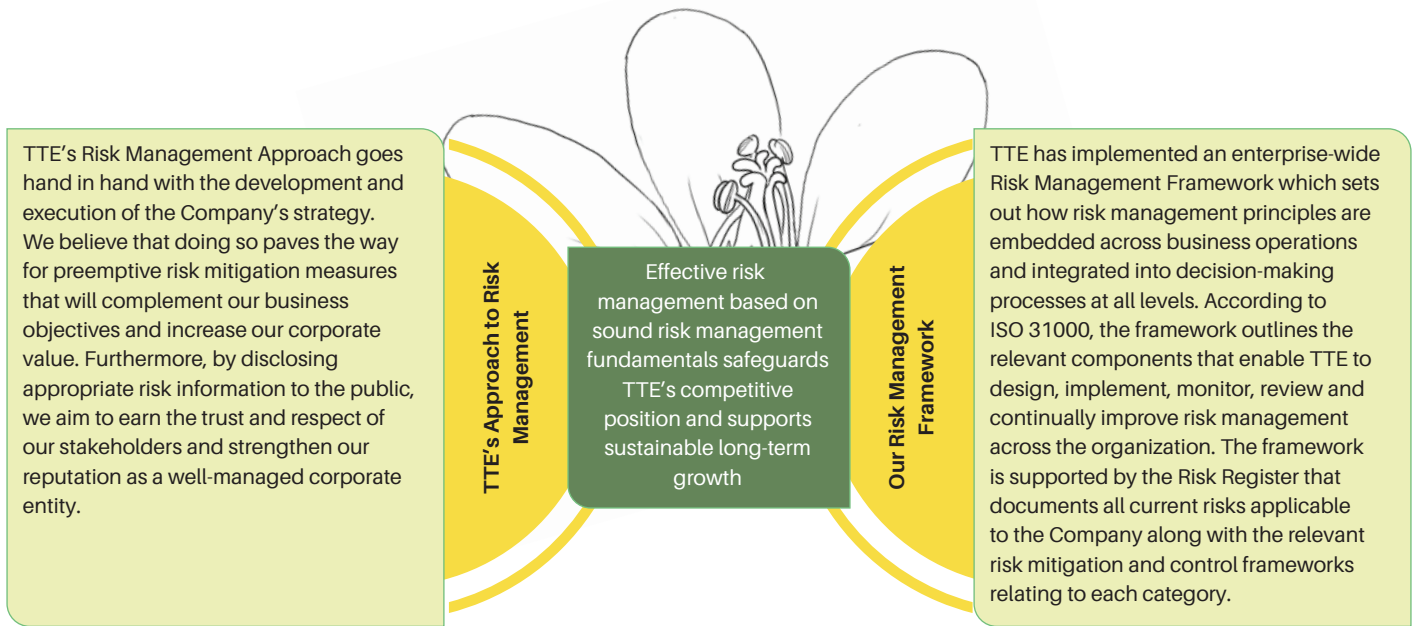 TTE’s Risk Management Approach goes
hand in hand with the development and
execution of the Company’s strategy.
We believe that doing so paves the way
for preemptive risk mitigation measures
that will complement our business
objectives and increase our corporate
value. Furthermore, by disclosing
appropriate risk information to the public,
we aim to earn the trust and respect of
our stakeholders and strengthen our
reputation as a well-managed corporate
entity.
TTE’s Approach to Risk
Management
Effective risk
management based on
sound risk management
fundamentals safeguards
TTE’s competitive
position and supports
sustainable long-term
growth
Our Risk Management
Framework
TTE has implemented an enterprise-wide
Risk Management Framework which sets
out how risk management principles are
embedded across business operations
and integrated into decision-making
processes at all levels. According to
ISO 31000, the framework outlines the
relevant components that enable TTE to
design, implement, monitor, review and
continually improve risk management
across the organization. The framework
is supported by the Risk Register that
documents all current risks applicable
to the Company along with the relevant
risk mitigation and control frameworks
relating to each category.